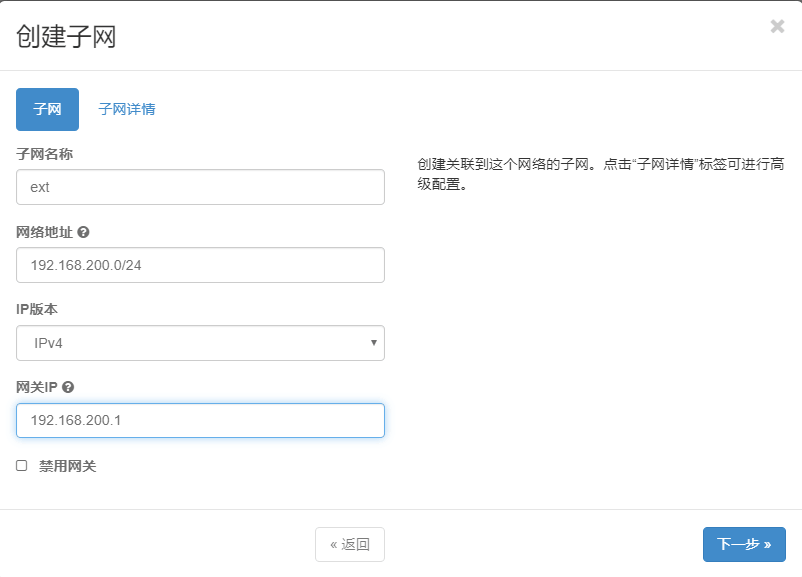 创建子网
×
子网
子网详情
子网名称
ext
网络地址
192.168.200.0/24
IP版本
IPv4
网关IP
192.168.200.1
禁用网关
创建关联到这个网络的子网。点击“子网详情”标签可进行高
级配置。
« 返回
下一步 »